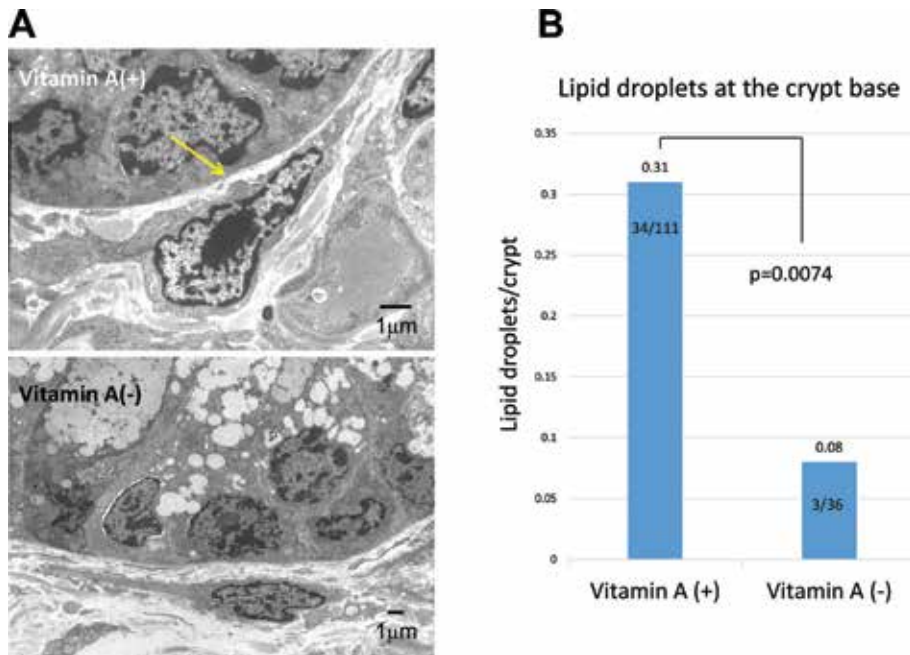 A
Vitamin A(+)
1μm
Vitamin A(-)
1μm
B
Lipid droplets at the crypt base
Lipid droplets/crypt
0.35
0.3
0.25
0.2
0.15
0.1
0.05
0
0.31
34/111
p=0.0074
0.08
3/36
Vitamin A (+)
Vitamin A (-)